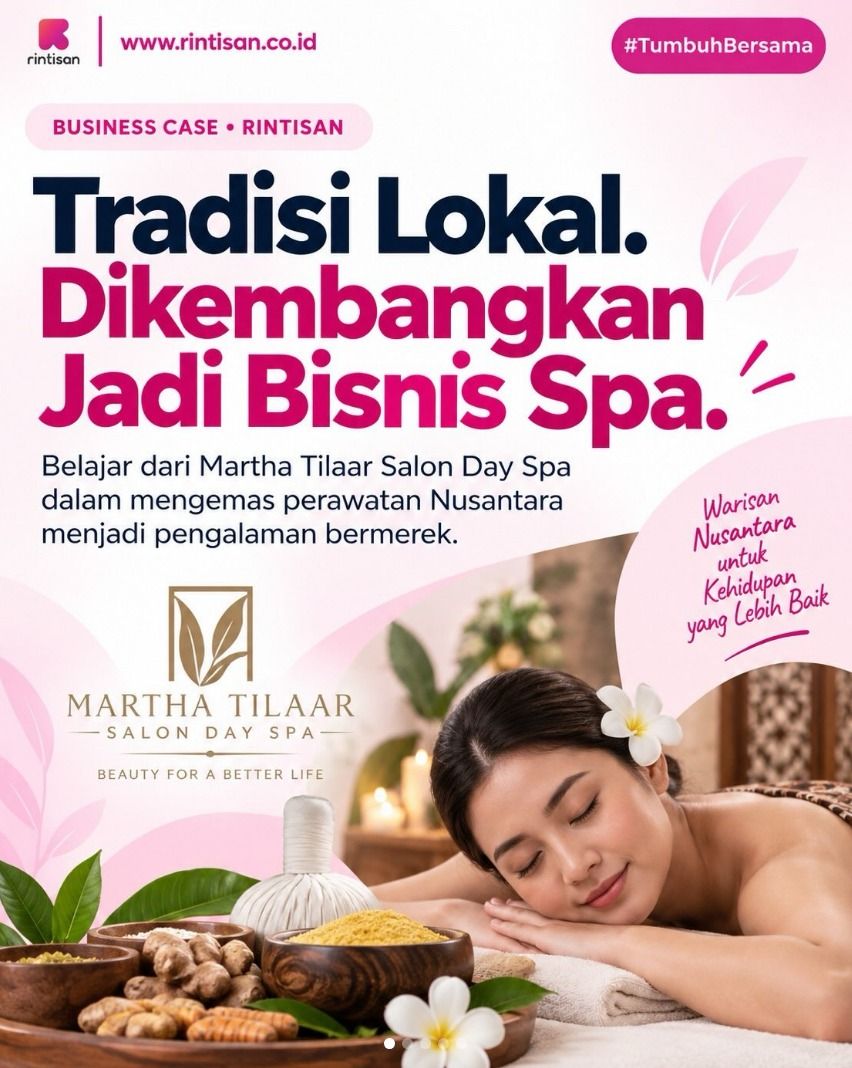 rintisan
www.rintisan.co.id
#TumbuhBersama
BUSINESS CASE • RINTISAN
Tradisi Lokal.
Dikembangkan
Jadi Bisnis Spa.
Belajar dari Martha Tilaar Salon Day Spa
dalam mengemas perawatan Nusantara
menjadi pengalaman bermerek.
Warisan
Nusantara
untuk
Kehidupan
yang Lebih Baik
MARTHA TILAAR
SALON DAY SPA
BEAUTY FOR A BETTER LIFE